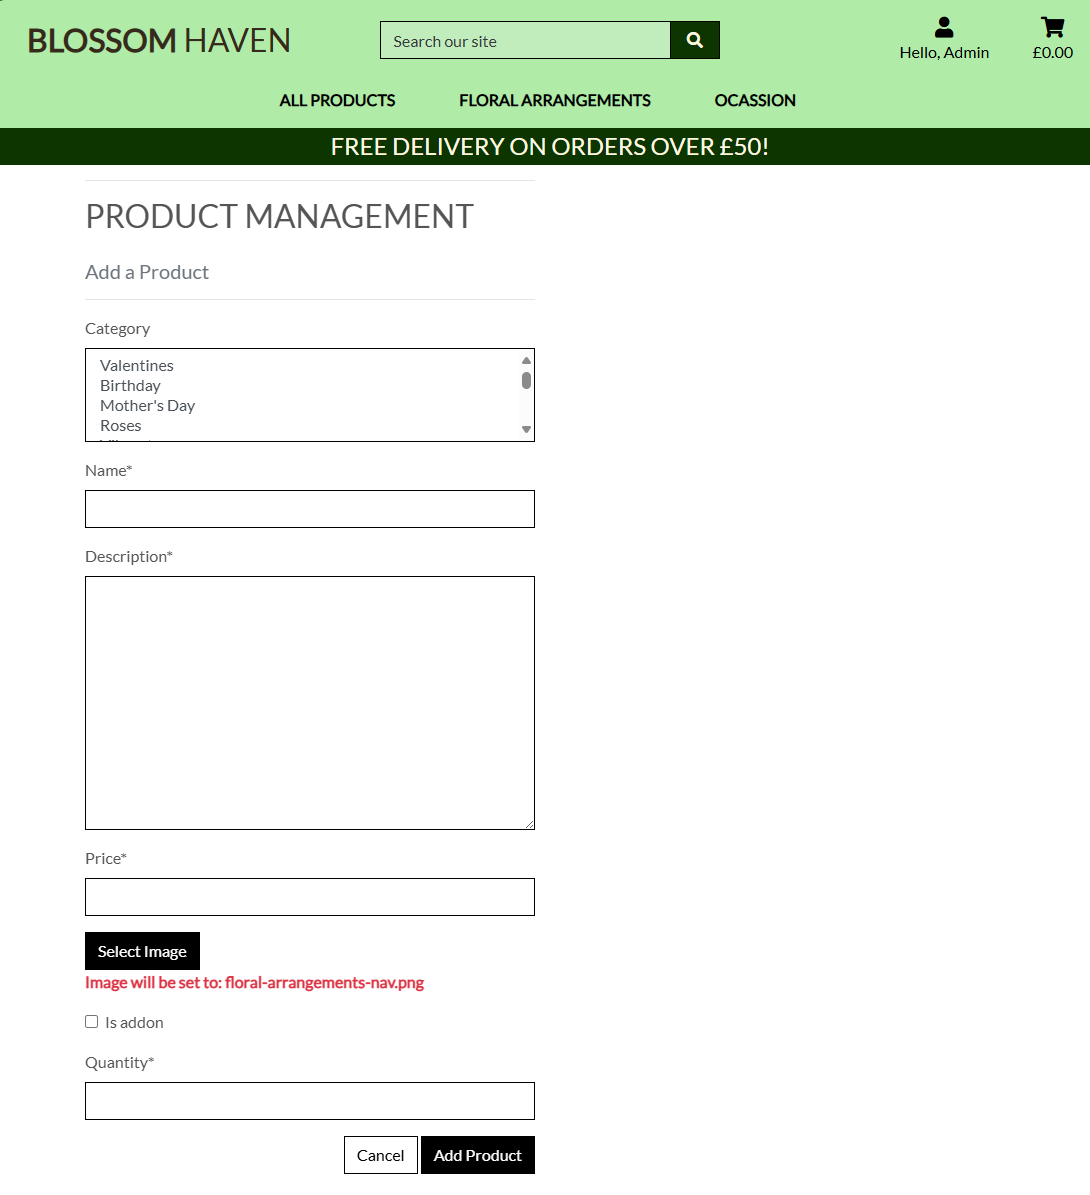 BLOSSOM HAVEN
Search our site
Hello, Admin
£0.00
ALL PRODUCTS
FLORAL ARRANGEMENTS
OCASSION
FREE DELIVERY ON ORDERS OVER £50!
PRODUCT MANAGEMENT
Add a Product
Category
Valentines
Birthday
Mother's Day
Roses
Name*
Description*
Price*
Select Image
Image will be set to: floral-arrangements-nav.png
Is addon
Quantity*
Cancel
Add Product